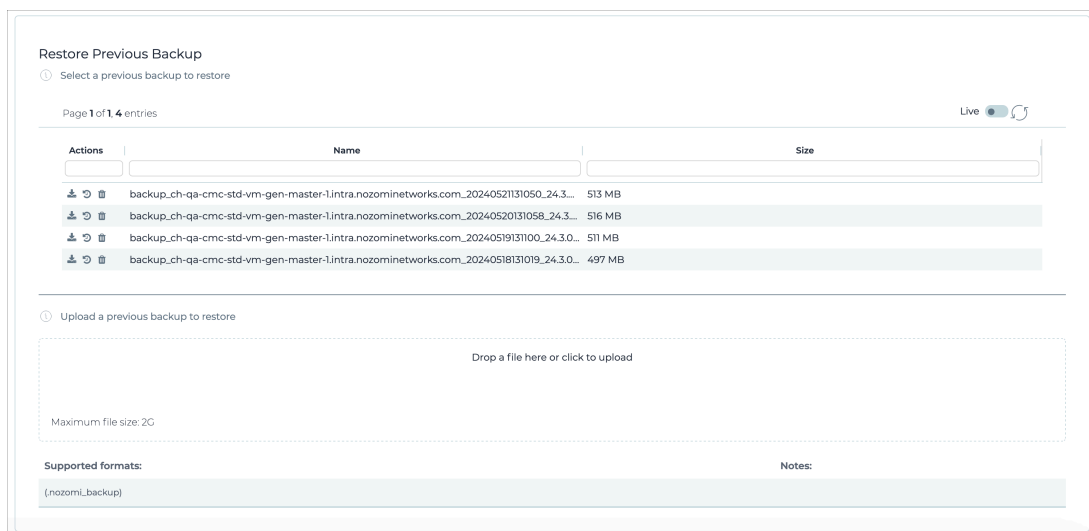 Restore Previous Backup
Select a previous backup to restore
Page 1 of 1, 4 entries
Live
Actions Name Size
backup_ch-qa-cmc-std-vm-gen-master-1.intra.nozominetworks.com_20240521131050_24.3.... 513 MB
backup_ch-qa-cmc-std-vm-gen-master-1.intra.nozominetworks.com_20240520131058_24.3.... 516 MB
backup_ch-qa-cmc-std-vm-gen-master-1.intra.nozominetworks.com_20240519131100_24.3.0... 511 MB
backup_ch-qa-cmc-std-vm-gen-master-1.intra.nozominetworks.com_20240518131019_24.3.0... 497 MB
Upload a previous backup to restore
Drop a file here or click to upload
Maximum file size: 2G
Supported formats: Notes:
(.nozomi_backup)